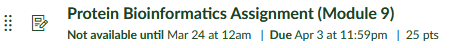 Protein Bioinformatics Assignment (Module 9)
Not available until Mar 24 at 12am | Due Apr 3 at 11:59pm | 25 pts